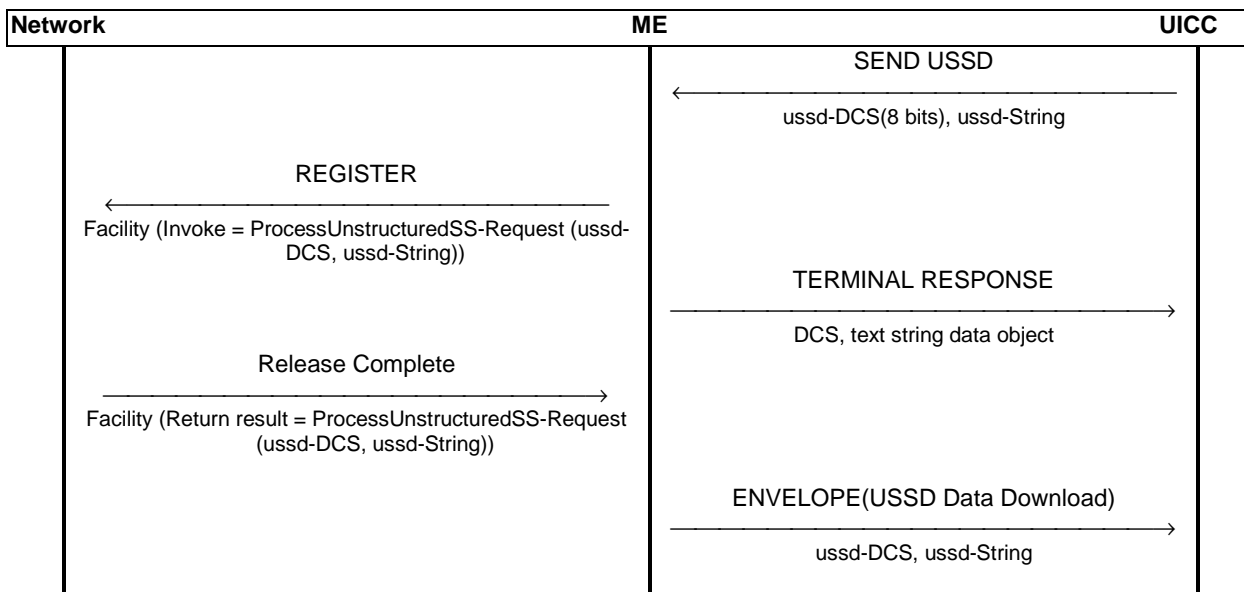 Network ME UICC
SEND USSD
ussd-DCS(8 bits), ussd-String
REGISTER
Facility (Invoke = ProcessUnstructuredSS-Request (ussd-
DCS, ussd-String))
TERMINAL RESPONSE
DCS, text string data object
Release Complete
Facility (Return result = ProcessUnstructuredSS-Request
(ussd-DCS, ussd-String))
ENVELOPE(USSD Data Download)
ussd-DCS, ussd-String